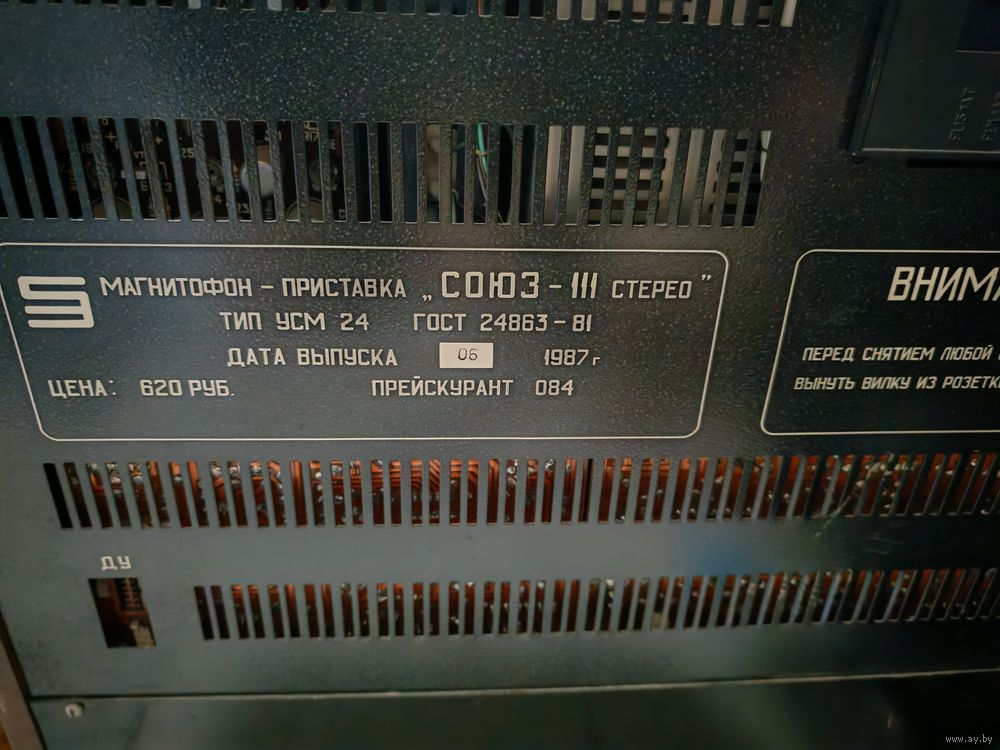 МАГНИТОФОН – ПРИСТАВКА „СОЮЗ – III СТЕРЕО”
ТИП УСМ 24 ГОСТ 24863 – 81
ДАТА ВЫПУСКА 06 1987 г
ЦЕНА: 620 РУБ. ПРЕЙСКУРАНТ 084
ВНИМА
ПЕРЕД СНЯТИЕМ ЛЮБОЙ
ВЫНУТЬ ВИЛКУ ИЗ РОЗЕТК
ДУ
www.ay.by